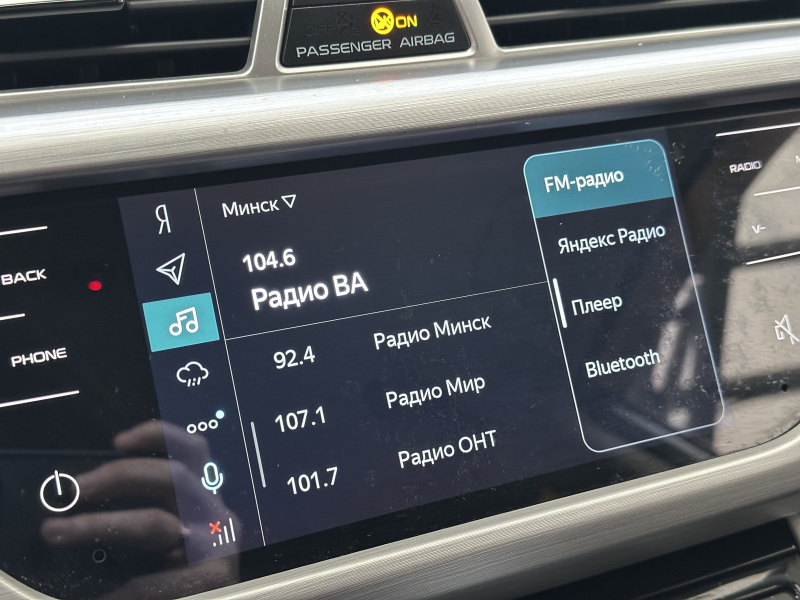 ON
PASSENGER AIRBAG
BACK
PHONE
Я
Минск
104.6
Радио ВА
92.4 Радио Минск
107.1 Радио Мир
101.7 Радио ОНТ
FM-радио
Яндекс Радио
Плеер
Bluetooth
RADIO
V-